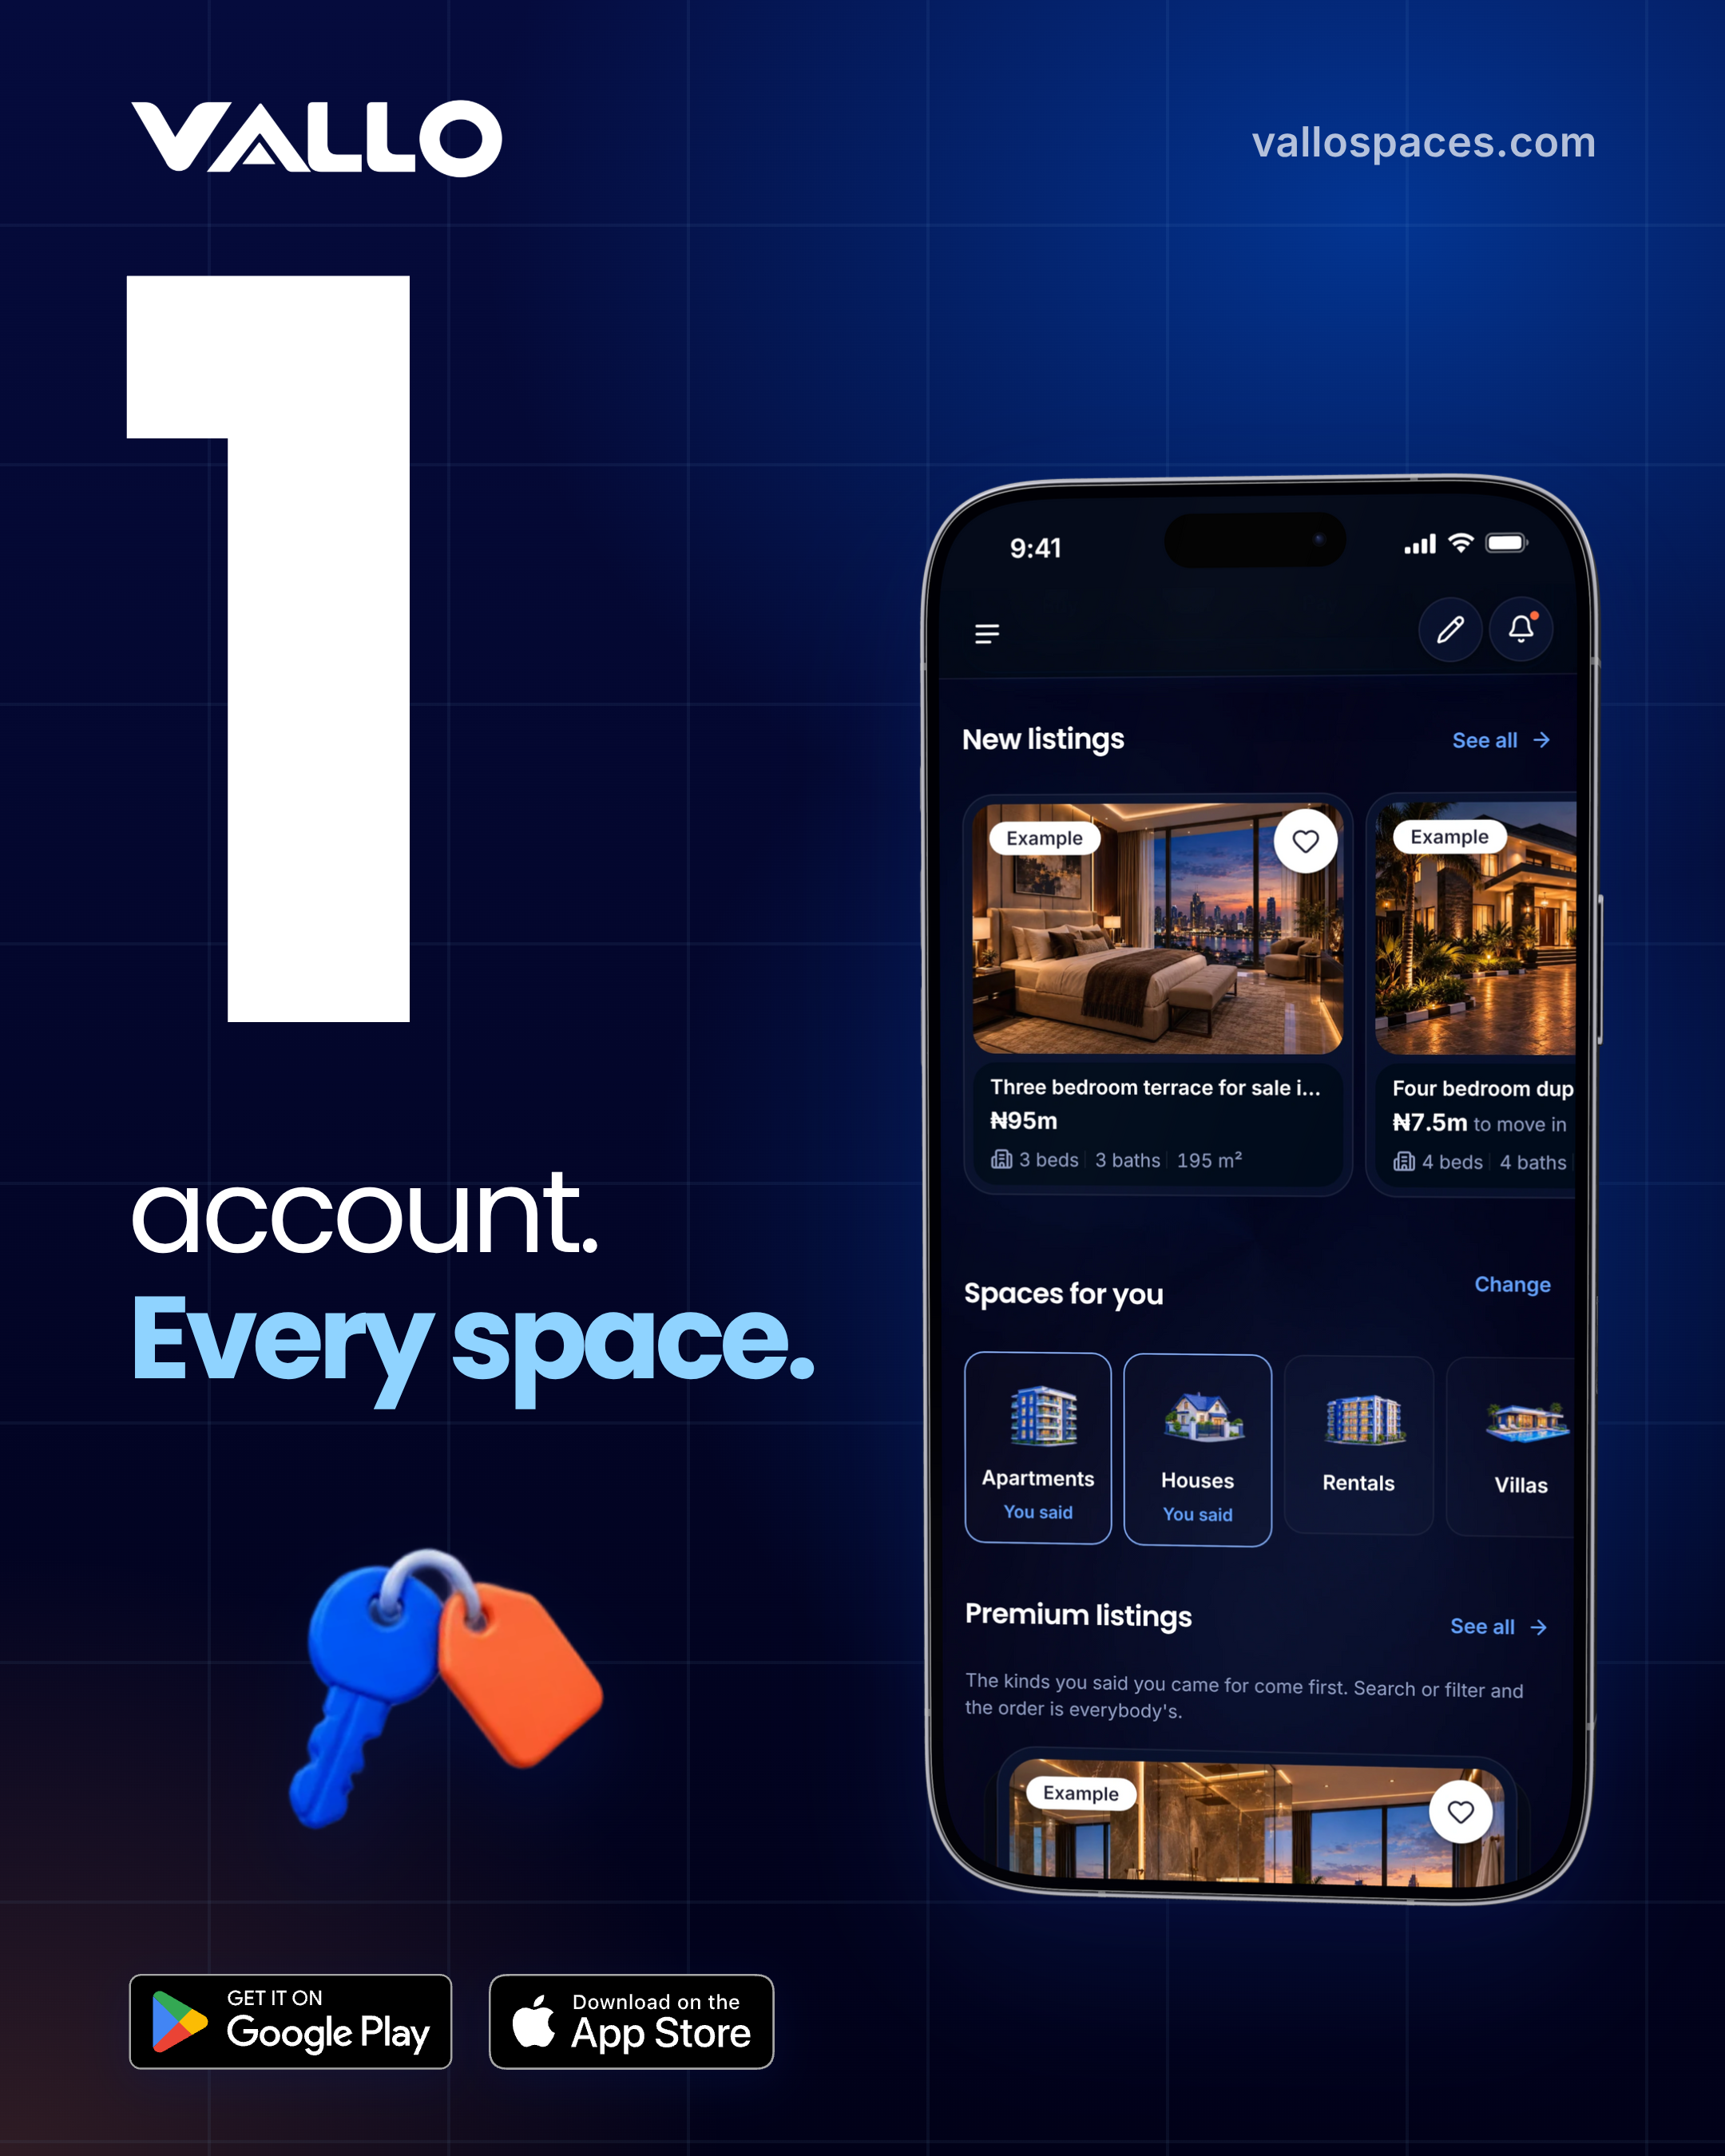 VALLO
vallospaces.com
1
account.
Every space.
9:41
New listings
See all
Example
Example
Three bedroom terrace for sale i...
₦95m
3 beds 3 baths 195 m²
Four bedroom dup
₦7.5m to move in
4 beds 4 baths
Spaces for you
Change
Apartments
You said
Houses
You said
Rentals
Villas
Premium listings
See all
The kinds you said you came for come first. Search or filter and
the order is everybody's.
Example
GET IT ON
Google Play
Download on the
App Store